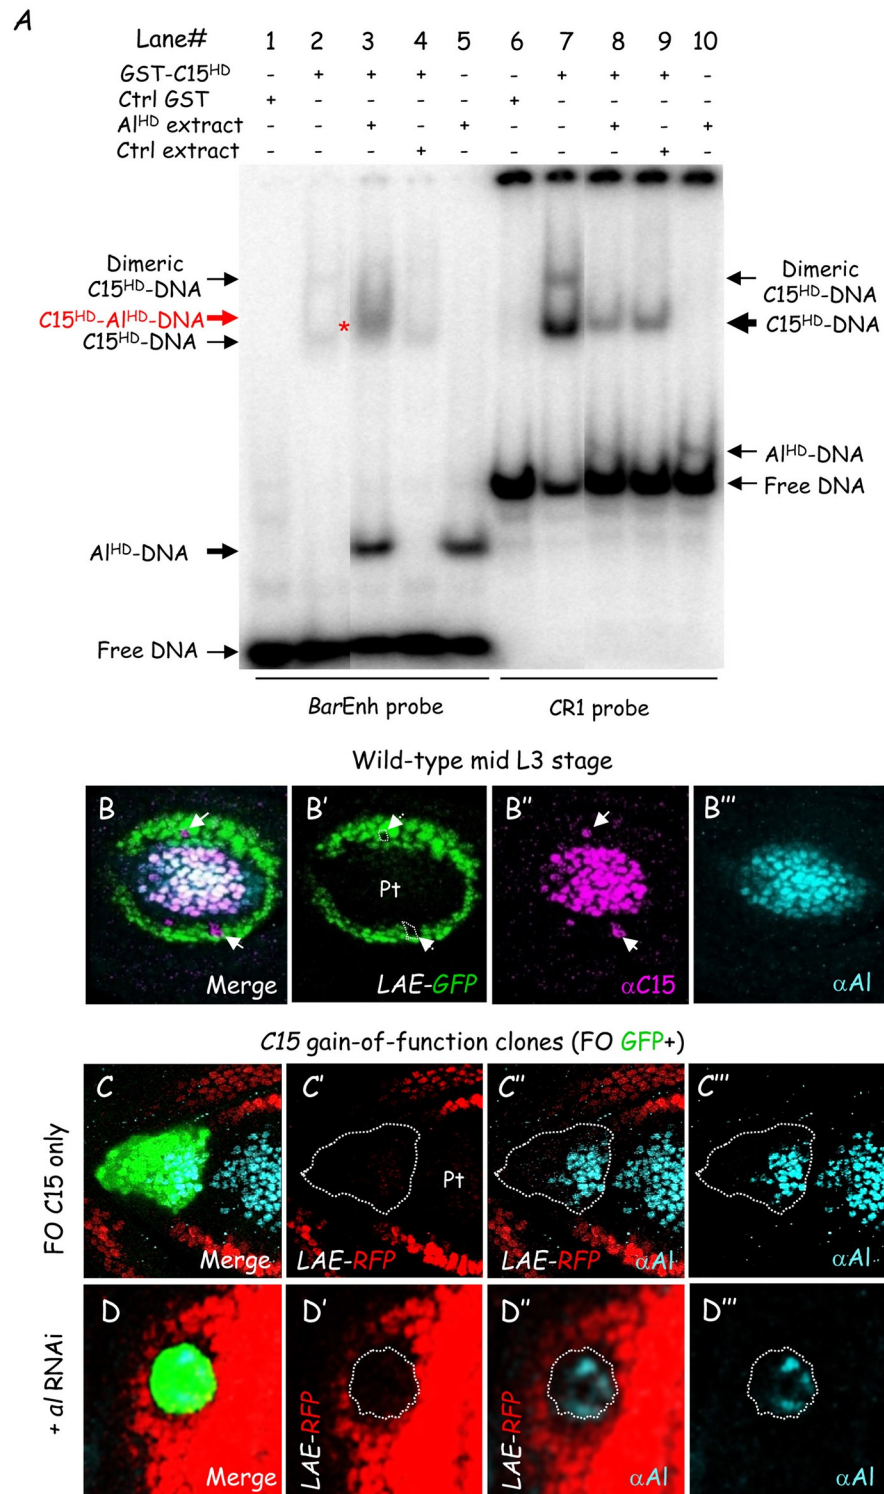 A
Lane# 1 2 3 4 5 6 7 8 9 10
GST-C15HD - + + + - - + + + -
Ctrl GST + - - - - + - - - -
AlHD extract - - + - + - - + - +
Ctrl extract - - - + - - - - + -
Dimeric
C15HD-DNA
C15HD-AlHD-DNA
*
C15HD-DNA
AlHD-DNA
Free DNA
Dimeric
C15HD-DNA
C15HD-DNA
AlHD-DNA
Free DNA
BarEnh probe
CR1 probe
Wild-type mid L3 stage
B
Merge
B'
Pt
LAE-GFP
B''
αC15
B'''
αAl
C15 gain-of-function clones (FO GFP+)
FO C15 only
C
Merge
C'
Pt
LAE-RFP
C''
LAE-RFP αAl
C'''
αAl
+ al RNAi
D
Merge
D'
LAE-RFP
D''
LAE-RFP
αAl
D'''
αAl